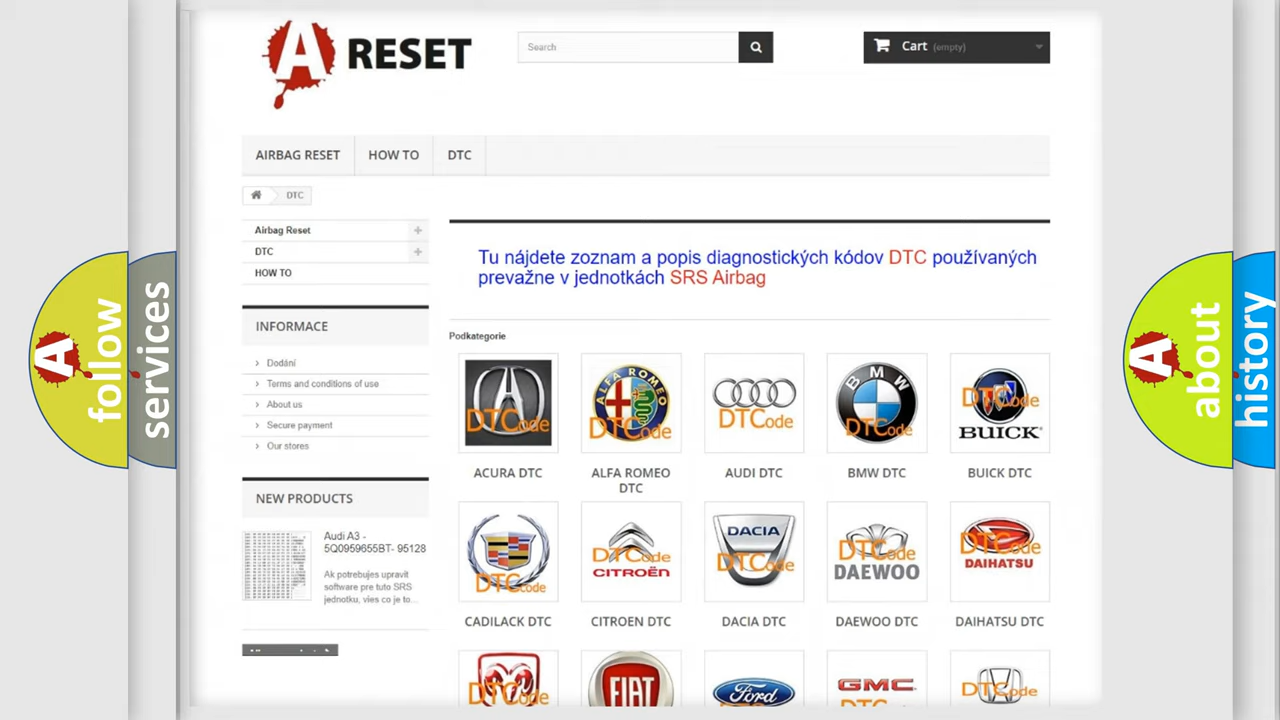 A RESET
Search
Cart (empty)
AIRBAG RESET
HOW TO
DTC
DTC
Airbag Reset
DTC
HOW TO
Tu nájdete zoznam a popis diagnostických kódov DTC používaných
prevažne v jednotkách SRS Airbag
INFORMACE
Dodání
Terms and conditions of use
About us
Secure payment
Our stores
NEW PRODUCTS
Audi A3 -
5Q0959655BT- 95128
Ak potrebujes upravit
software pre tuto SRS
jednotku, vies co je to...
Podkategorie
DTCode
ALFA ROMEO
DTCode
DTCode
BMW
DTCode
DTCode
BUICK
ACURA DTC
ALFA ROMEO
DTC
AUDI DTC
BMW DTC
BUICK DTC
DTCode
DTCode
CITROËN
DACIA
DTCode
DTCode
DAEWOO
DTCode
DAIHATSU
CADILACK DTC
CITROEN DTC
DACIA DTC
DAEWOO DTC
DAIHATSU DTC
DTCode
FIAT
Ford
GMC
DTCode
A follow
services
A about
history